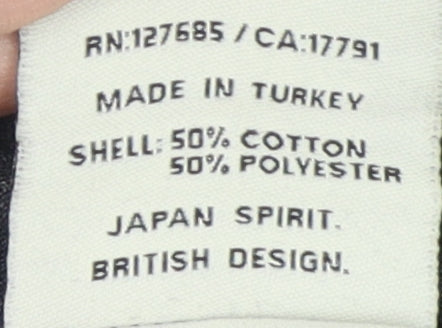 RN:127685 / CA:17791
MADE IN TURKEY
SHELL: 50% COTTON
50% POLYESTER
JAPAN SPIRIT.
BRITISH DESIGN.